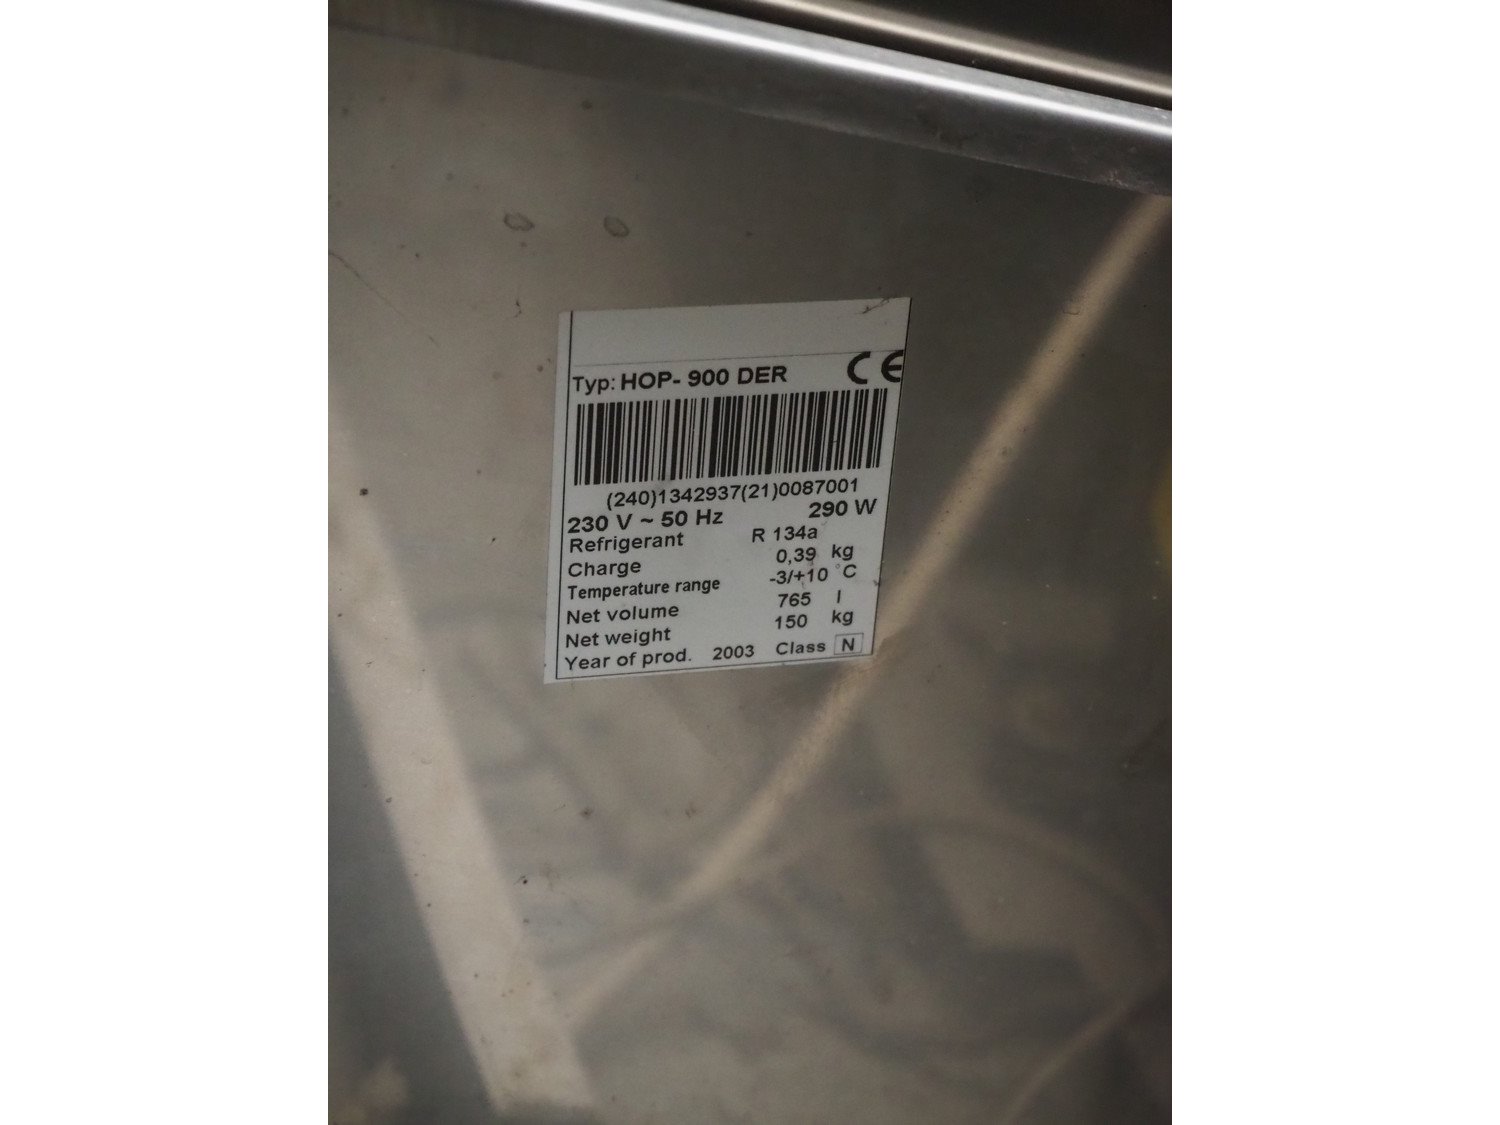 CE
Typ: HOP- 900 DER
(240)1342937(21)0087001
230 V ~ 50 Hz 290 W
Refrigerant R 134a
Charge 0,39 kg
Temperature range -3/+10 °C
Net volume 765 l
Net weight 150 kg
Year of prod. 2003 Class N